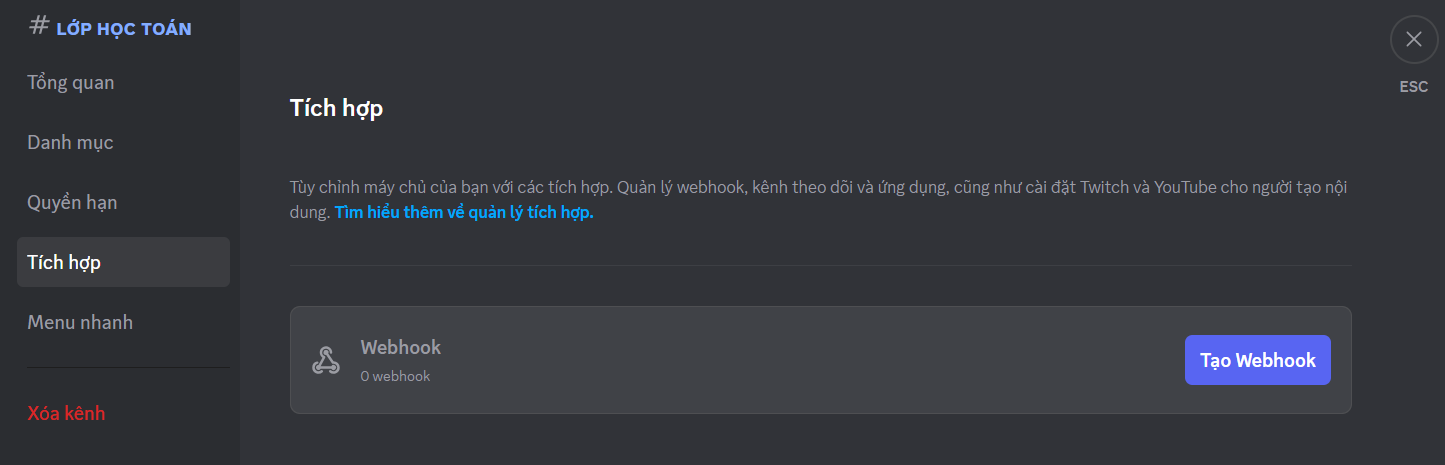 # LỚP HỌC TOÁN
Tổng quan
Danh mục
Quyền hạn
Tích hợp
Menu nhanh
Xóa kênh
Tích hợp
Tùy chỉnh máy chủ của bạn với các tích hợp. Quản lý webhook, kênh theo dõi và ứng dụng, cũng như cài đặt Twitch và YouTube cho người tạo nội
dung. Tìm hiểu thêm về quản lý tích hợp.
Webhook
0 webhook
Tạo Webhook
ESC